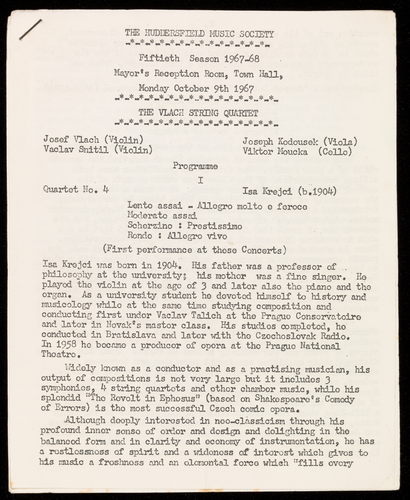 THE HUDDERSFIELD MUSIC SOCIETY
-*-*-*-*-*-*-*-*-*-*-*-*-*-*-
Fiftieth Season 1967-68
Mayor's Reception Room, Town Hall,
Monday October 9th 1967
-*-*-*-*-*-*-*-*-*-*-*-*-*-*-*-
THE VLACH STRING QUARTET
-*-*-*-*-*-*-*-*-*-*-*-*-
Josef Vlach (Violin) Joseph Kodousek (Viola)
Vaclav Snitil (Violin) Viktor Moucka (Cello)
Programme
I
Quartet No. 4 Isa Krejci (b.1904)
Lento assai - Allegro molto e feroce
Moderato assai
Scherzino : Prestissimo
Rondo : Allegro vivo
(First performance at these Concerts)
Isa Krejci was born in 1904. His father was a professor of
philosophy at the university; his mother was a fine singer. He
played the violin at the age of 3 and later also the piano and the
organ. As a university student he devoted himself to history and
musicology while at the same time studying composition and
conducting first under Vaclav Talich at the Prague Conservatoire
and later in Novak's master class. His studies completed, he
conducted in Bratislava and later with the Czechoslovak Radio.
In 1958 he became a producer of opera at the Prague National
Theatre.
Widely known as a conductor and as a practising musician, his
output of compositions is not very large but it includes 3
symphonies, 4 string quartets and other chamber music, while his
splendid "The Revolt in Ephesus" (based on Shakespeare's Comedy
of Errors) is the most successful Czech comic opera.
Although deeply interested in neo-classicism through his
profound inner sense of order and design and delighting in the
balanced form and in clarity and economy of instrumentation, he has
a restlessness of spirit and a wideness of interest which gives to
his music a freshness and an elemental force which "fills every